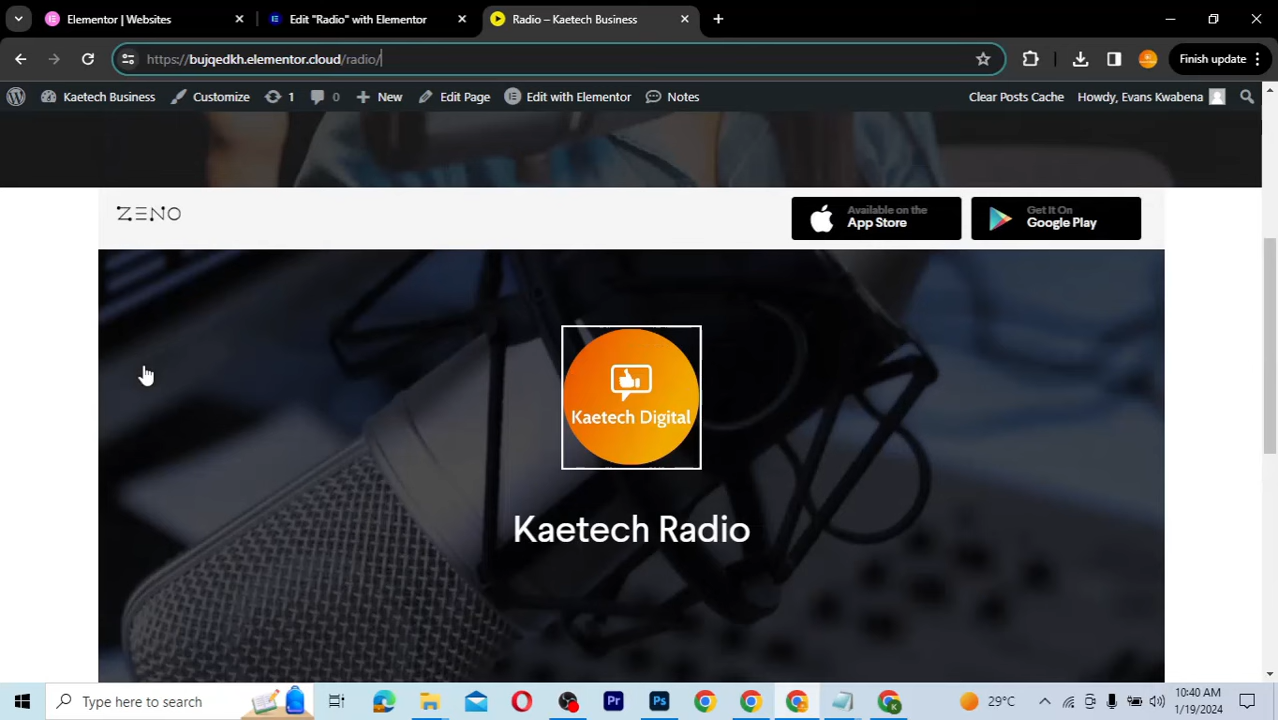 Elementor | Websites
Edit "Radio" with Elementor
Radio – Kaetech Business
https://bujqedkh.elementor.cloud/radio/
Finish update
Kaetech Business
Customize
1
0
New
Edit Page
Edit with Elementor
Notes
Clear Posts Cache
Howdy, Evans Kwabena
ZENO
Available on the
App Store
Get It On
Google Play
Kaetech Digital
Kaetech Radio
Type here to search
Pr
Ps
K
29°C
10:40 AM
1/19/2024